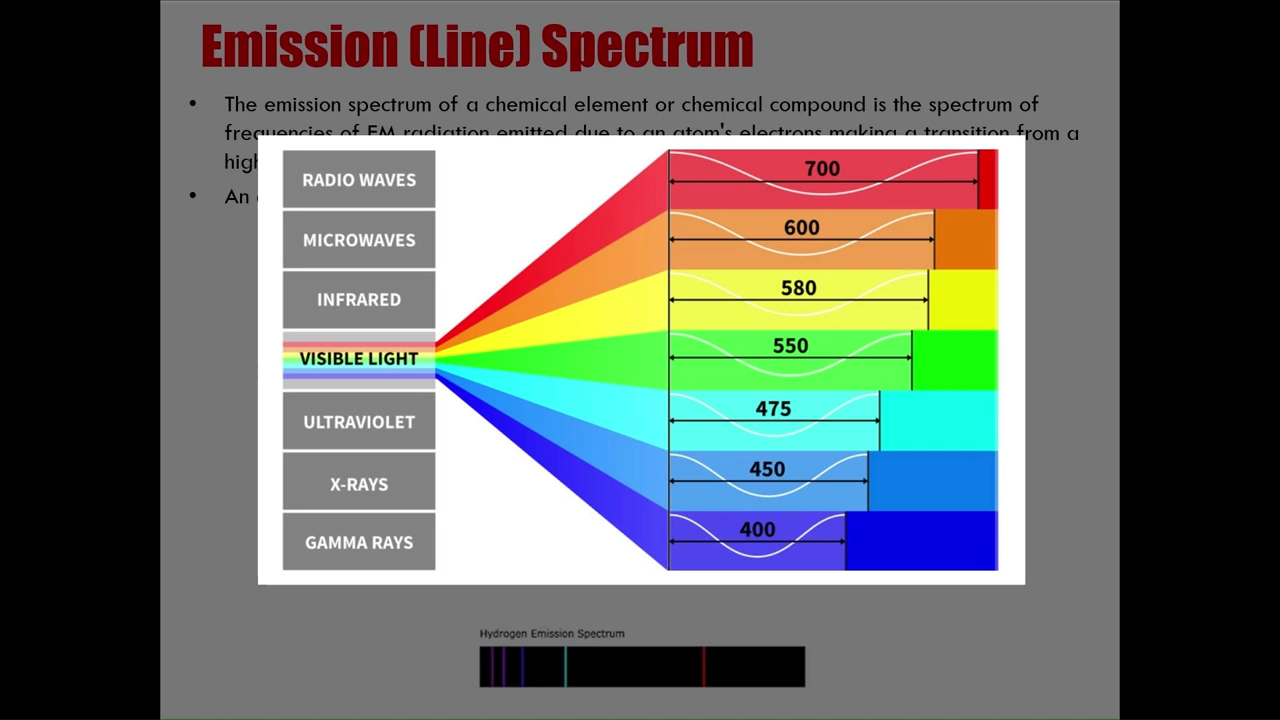 Emission (Line) Spectrum
• The emission spectrum of a chemical element or chemical compound is the spectrum of
frequencies of EM radiation emitted due to an atom's electrons making a transition from a
• An
RADIO WAVES
MICROWAVES
INFRARED
VISIBLE LIGHT
ULTRAVIOLET
X-RAYS
GAMMA RAYS
700
600
580
550
475
450
400
Hydrogen Emission Spectrum